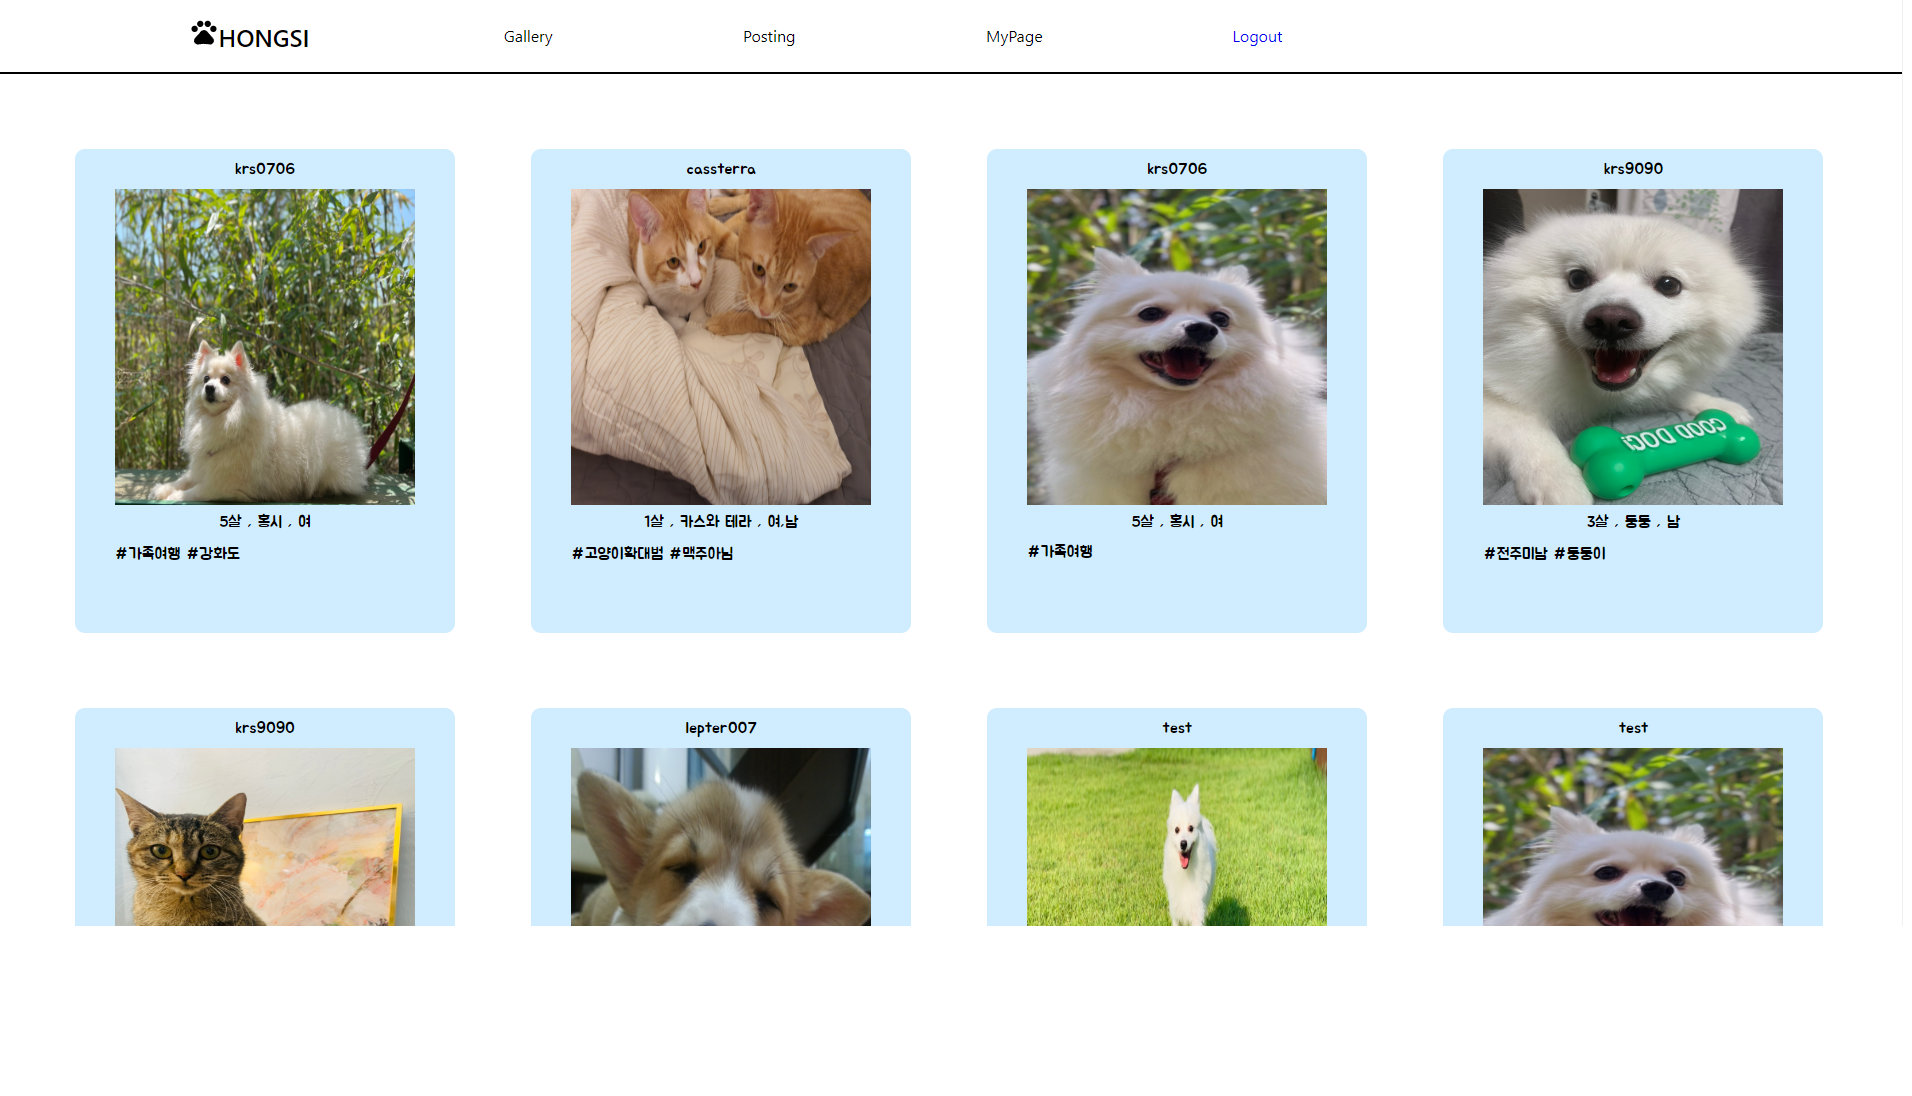 HONGSI
Gallery
Posting
MyPage
Logout
krs0706
5살 , 홍시 , 여
#가족여행 #강화도
cassterra
1살 , 카스와 테라 , 여,남
#고양이확대범 #맥주아님
krs0706
5살 , 홍시 , 여
#가족여행
krs9090
GOOD DOG!
3살 , 둥둥 , 남
#전주미남 #둥둥이
krs9090
lepter007
test
test